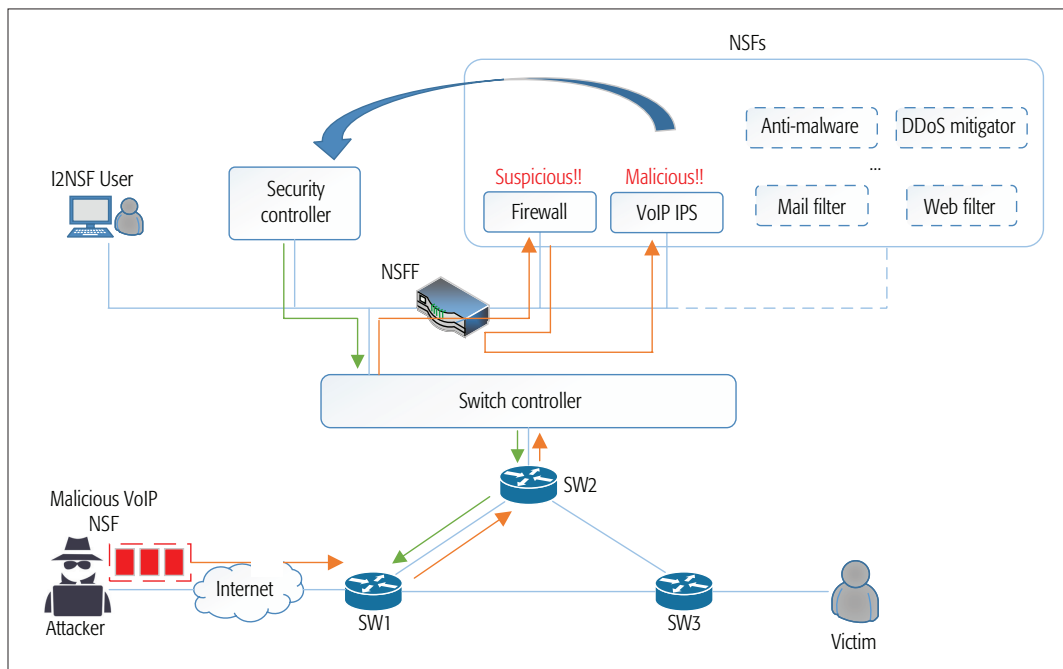 NSFs
Anti-malware
DDoS mitigator
...
I2NSF User
Security
controller
Suspicious!!
Malicious!!
Firewall
VoIP IPS
Mail filter
Web filter
NSFF
Switch controller
SW2
Malicious VoIP
NSF
Internet
SW1
SW3
Attacker
Victim